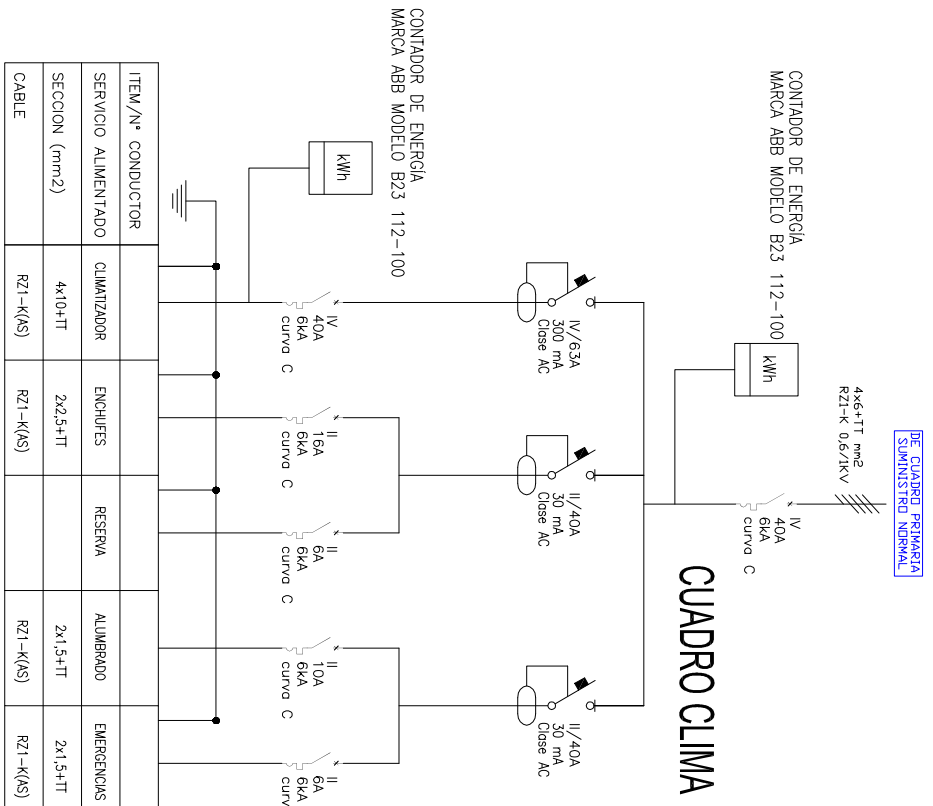 DE CUADRO PRIMARIA
SUMINISTRO NORMAL
4x6+TT mm2
RZ1-K 0,6/1KV
CONTADOR DE ENERGÍA
MARCA ABB MODELO B23 112-100
kWh
IV
40A
6kA
curva C
CUADRO CLIMA
IV/63A
300 mA
Clase AC
II/40A
30 mA
Clase AC
II/40A
30 mA
Clase AC
CONTADOR DE ENERGÍA
MARCA ABB MODELO B23 112-100
kWh
IV
40A
6kA
curva C
II
16A
6kA
curva C
II
6A
6kA
curva C
II
10A
6kA
curva C
II
6A
6kA
curv
ITEM/Nº CONDUCTOR
SERVICIO ALIMENTADO CLIMATIZADOR ENCHUFES RESERVA ALUMBRADO EMERGENCIAS
SECCION (mm2) 4x10+TT 2x2,5+TT 2x1,5+TT 2x1,5+TT
CABLE RZ1-K(AS) RZ1-K(AS) RZ1-K(AS) RZ1-K(AS)